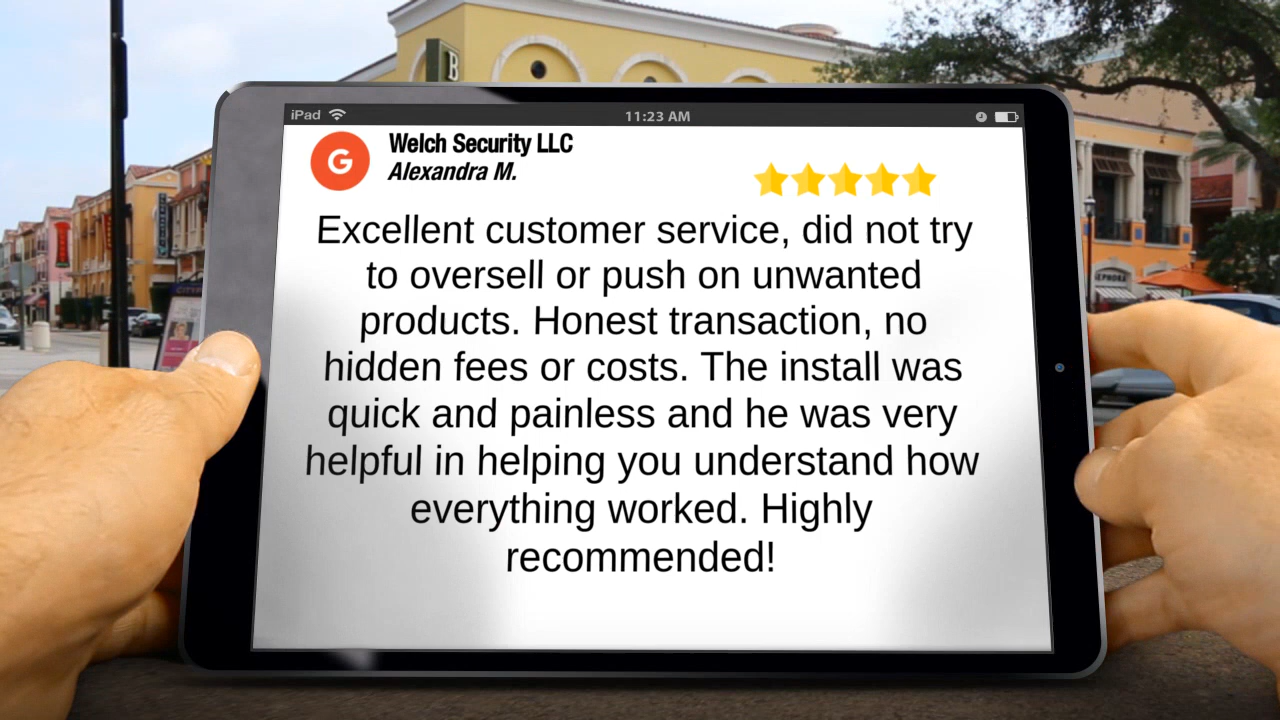 B
iPad
11:23 AM
G
Welch Security LLC
Alexandra M.
Excellent customer service, did not try
to oversell or push on unwanted
products. Honest transaction, no
hidden fees or costs. The install was
quick and painless and he was very
helpful in helping you understand how
everything worked. Highly
recommended!
SEPHORA